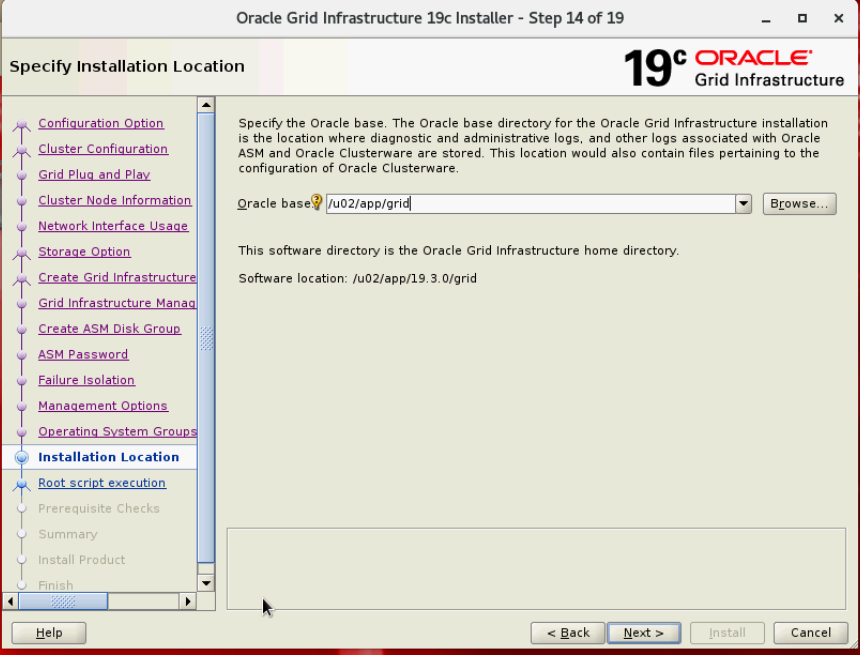 Oracle Grid Infrastructure 19c Installer - Step 14 of 19
Specify Installation Location
19c ORACLE
Grid Infrastructure
Configuration Option
Cluster Configuration
Grid Plug and Play
Cluster Node Information
Network Interface Usage
Storage Option
Create Grid Infrastructure
Grid Infrastructure Manag
Create ASM Disk Group
ASM Password
Failure Isolation
Management Options
Operating System Groups
Installation Location
Root script execution
Prerequisite Checks
Summary
Install Product
Finish
Specify the Oracle base. The Oracle base directory for the Oracle Grid Infrastructure installation
is the location where diagnostic and administrative logs, and other logs associated with Oracle
ASM and Oracle Clusterware are stored. This location would also contain files pertaining to the
configuration of Oracle Clusterware.
Oracle base: /u02/app/grid Browse...
This software directory is the Oracle Grid Infrastructure home directory.
Software location: /u02/app/19.3.0/grid
Help < Back Next > Install Cancel